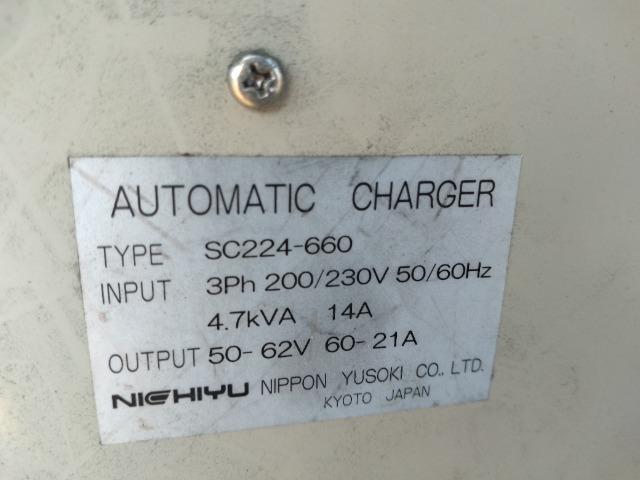 AUTOMATIC CHARGER
TYPE SC224-660
INPUT 3Ph 200/230V 50/60Hz
4.7kVA 14A
OUTPUT 50-62V 60-21A
NICHIYU NIPPON YUSOKI CO., LTD.
KYOTO JAPAN